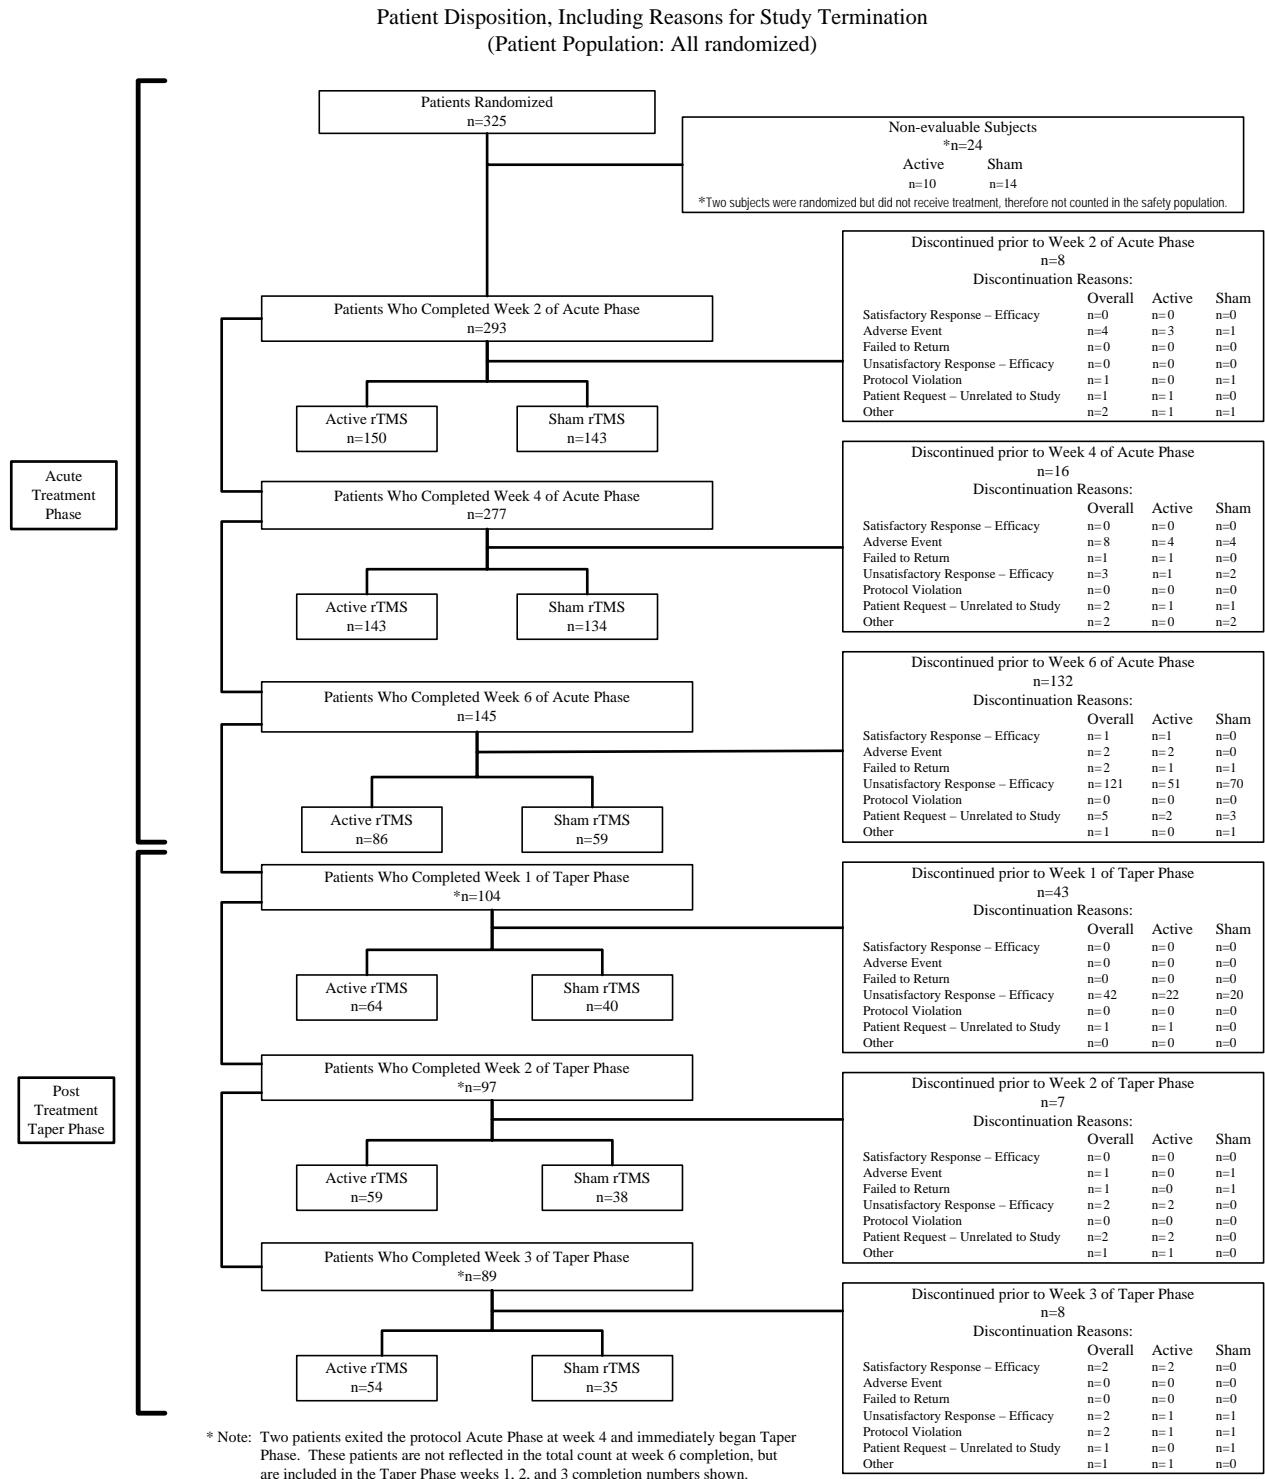 Patient Disposition, Including Reasons for Study Termination
(Patient Population: All randomized)
Patients Randomized
n=325
Non-evaluable Subjects
*n=24
Active Sham
n=10 n=14
*Two subjects were randomized but did not receive treatment, therefore not counted in the safety population.
Discontinued prior to Week 2 of Acute Phase
n=8
Discontinuation Reasons:
Overall Active Sham
Satisfactory Response – Efficacy n=0 n=0 n=0
Adverse Event n=4 n=3 n=1
Failed to Return n=0 n=0 n=0
Unsatisfactory Response – Efficacy n=0 n=0 n=0
Protocol Violation n=1 n=0 n=1
Patient Request – Unrelated to Study n=1 n=1 n=0
Other n=2 n=1 n=1
Patients Who Completed Week 2 of Acute Phase
n=293
Active rTMS
n=150
Sham rTMS
n=143
Acute
Treatment
Phase
Discontinued prior to Week 4 of Acute Phase
n=16
Discontinuation Reasons:
Overall Active Sham
Satisfactory Response – Efficacy n=0 n=0 n=0
Adverse Event n=8 n=4 n=4
Failed to Return n=1 n=1 n=0
Unsatisfactory Response – Efficacy n=3 n=1 n=2
Protocol Violation n=0 n=0 n=0
Patient Request – Unrelated to Study n=2 n=1 n=1
Other n=2 n=0 n=2
Patients Who Completed Week 4 of Acute Phase
n=277
Active rTMS
n=143
Sham rTMS
n=134
Discontinued prior to Week 6 of Acute Phase
n=132
Discontinuation Reasons:
Overall Active Sham
Satisfactory Response – Efficacy n=1 n=1 n=0
Adverse Event n=2 n=2 n=0
Failed to Return n=2 n=1 n=1
Unsatisfactory Response – Efficacy n=121 n=51 n=70
Protocol Violation n=0 n=0 n=0
Patient Request – Unrelated to Study n=5 n=2 n=3
Other n=1 n=0 n=1
Patients Who Completed Week 6 of Acute Phase
n=145
Active rTMS
n=86
Sham rTMS
n=59
Patients Who Completed Week 1 of Taper Phase
*n=104
Active rTMS
n=64
Sham rTMS
n=40
Discontinued prior to Week 1 of Taper Phase
n=43
Discontinuation Reasons:
Overall Active Sham
Satisfactory Response – Efficacy n=0 n=0 n=0
Adverse Event n=0 n=0 n=0
Failed to Return n=0 n=0 n=0
Unsatisfactory Response – Efficacy n=42 n=22 n=20
Protocol Violation n=0 n=0 n=0
Patient Request – Unrelated to Study n=1 n=1 n=0
Other n=0 n=0 n=0
Post
Treatment
Taper Phase
Patients Who Completed Week 2 of Taper Phase
*n=97
Active rTMS
n=59
Sham rTMS
n=38
Discontinued prior to Week 2 of Taper Phase
n=7
Discontinuation Reasons:
Overall Active Sham
Satisfactory Response – Efficacy n=0 n=0 n=0
Adverse Event n=1 n=0 n=1
Failed to Return n=1 n=0 n=1
Unsatisfactory Response – Efficacy n=2 n=2 n=0
Protocol Violation n=0 n=0 n=0
Patient Request – Unrelated to Study n=2 n=2 n=0
Other n=1 n=1 n=0
Patients Who Completed Week 3 of Taper Phase
*n=89
Active rTMS
n=54
Sham rTMS
n=35
Discontinued prior to Week 3 of Taper Phase
n=8
Discontinuation Reasons:
Overall Active Sham
Satisfactory Response – Efficacy n=2 n=2 n=0
Adverse Event n=0 n=0 n=0
Failed to Return n=0 n=0 n=0
Unsatisfactory Response – Efficacy n=2 n=1 n=1
Protocol Violation n=2 n=1 n=1
Patient Request – Unrelated to Study n=1 n=0 n=1
Other n=1 n=1 n=0
* Note: Two patients exited the protocol Acute Phase at week 4 and immediately began Taper
Phase. These patients are not reflected in the total count at week 6 completion, but
are included in the Taper Phase weeks 1, 2, and 3 completion numbers shown.